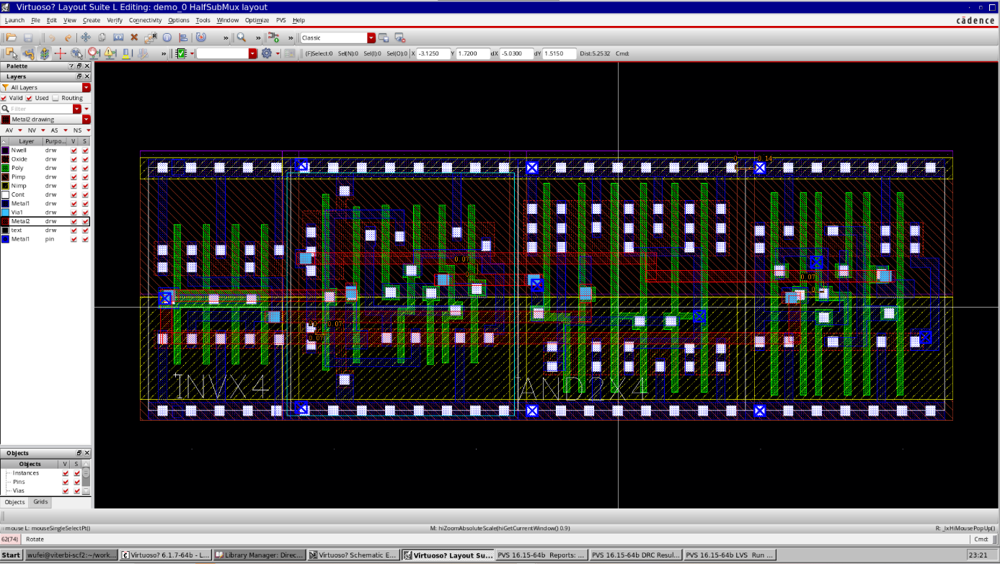 Virtuoso? Layout Suite L Editing: demo_0 HalfSubMux layout
Launch File Edit View Create Verify Connectivity Options Tools Window Optimize PVS Help
cādence
Classic
(F)Select:0 Sel(N):0 Sel(I):0 Sel(O):0 X -3.1250 Y 1.7200 dX -5.0300 dY 1.5150 Dist:5.2532 Cmd:
Palette
Layers
All Layers
Valid Used Routing
Filter
Metal2 drawing
AV NV AS NS
Layer Purpo... V S
Nwell drw
Oxide drw
Poly drw
Pimp drw
Nimp drw
Cont drw
Metal1 drw
Via1 drw
Metal2 drw
text drw
Metal1 pin
0.14
0.07
0.07
0.07
INVX4
AND2X4
Objects
Objects V S
Instances
Pins
Vias
Objects Grids
mouse L: mouseSingleSelectPt() M: hiZoomAbsoluteScale(hiGetCurrentWindow() 0.9) R: _lxHiMousePopUp()
62(74) Rotate Cmd:
Start wufei@viterbi-scf2:~/work... Virtuoso? 6.1.7-64b - L... Library Manager: Direc... Virtuoso? Schematic E... Virtuoso? Layout Su... PVS 16.15-64b Reports: ... PVS 16.15-64b DRC Resul... PVS 16.15-64b LVS Run ... 23:21